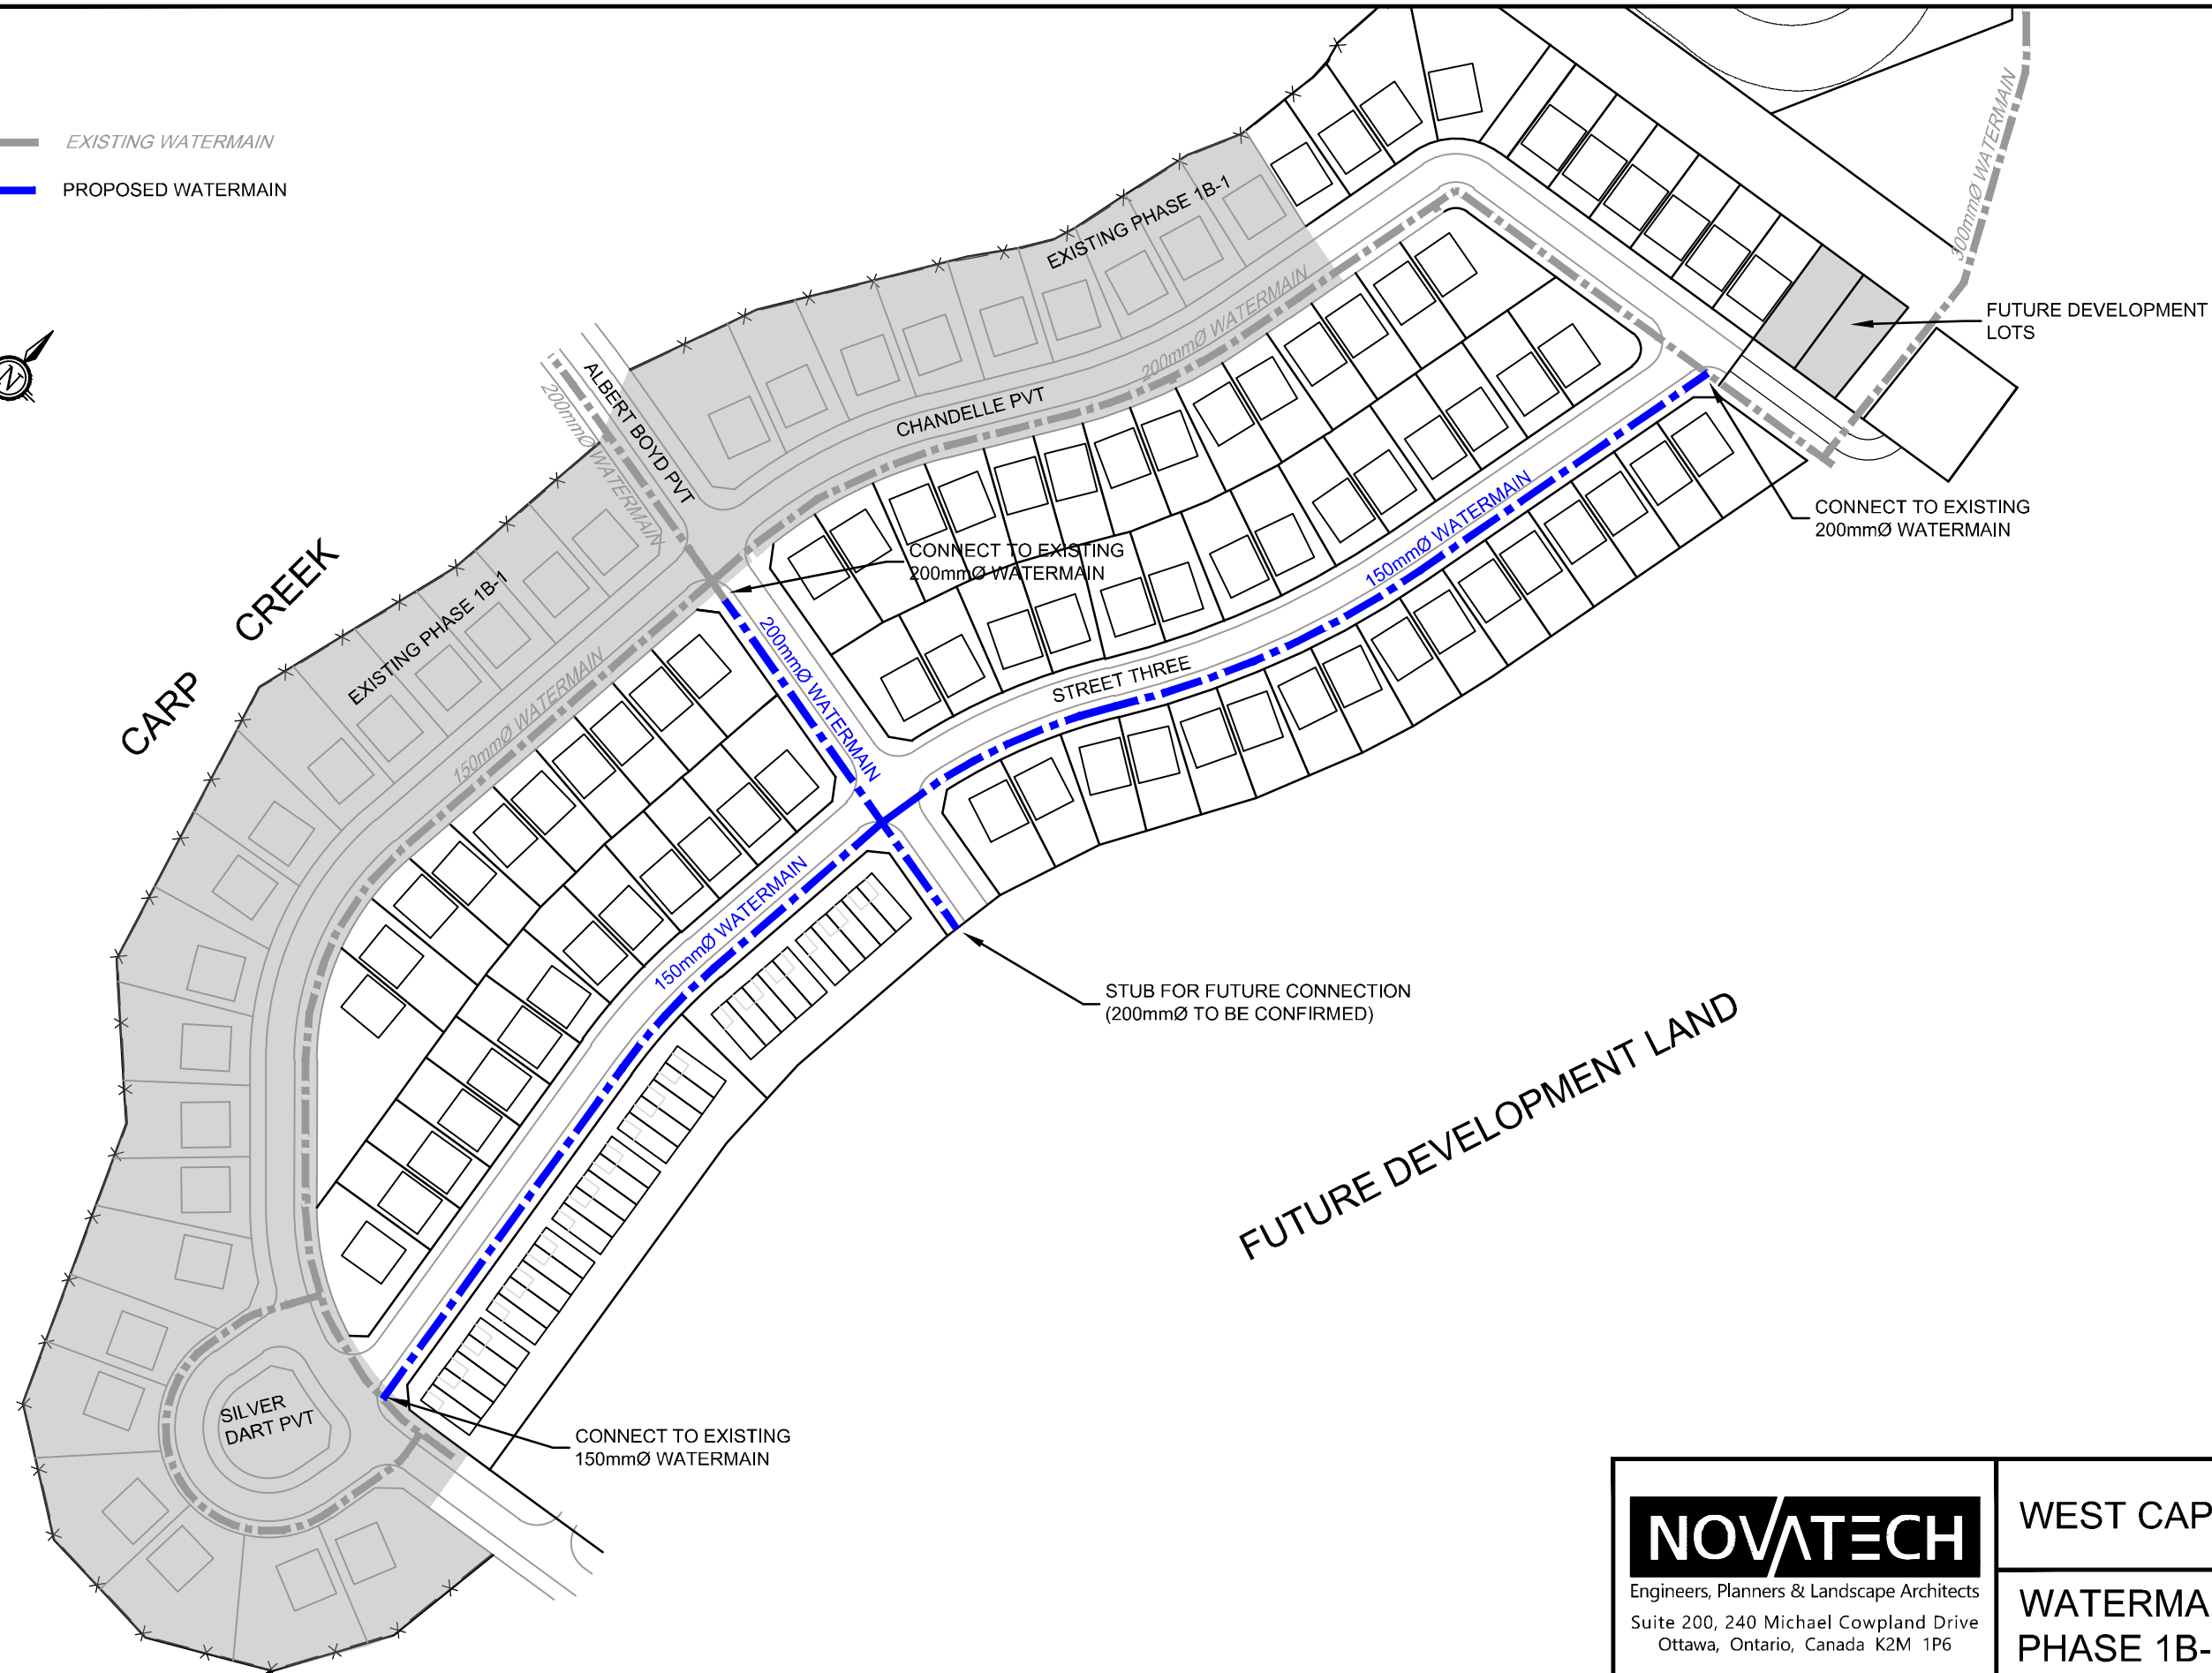 EXISTING WATERMAIN
PROPOSED WATERMAIN
N
300mmØ WATERMAIN
EXISTING PHASE 1B-1
FUTURE DEVELOPMENT
LOTS
200mmØ WATERMAIN
ALBERT BOYD PVT
200mmØ WATERMAIN
CHANDELLE PVT
CONNECT TO EXISTING
200mmØ WATERMAIN
CONNECT TO EXISTING
200mmØ WATERMAIN
150mmØ WATERMAIN
CARP CREEK
EXISTING PHASE 1B-1
150mmØ WATERMAIN
200mmØ WATERMAIN
STREET THREE
150mmØ WATERMAIN
STUB FOR FUTURE CONNECTION
(200mmØ TO BE CONFIRMED)
FUTURE DEVELOPMENT LAND
SILVER
DART PVT
CONNECT TO EXISTING
150mmØ WATERMAIN
NOVATECH
Engineers, Planners & Landscape Architects
Suite 200, 240 Michael Cowpland Drive
Ottawa, Ontario, Canada K2M 1P6
WEST CAP
WATERMA
PHASE 1B-